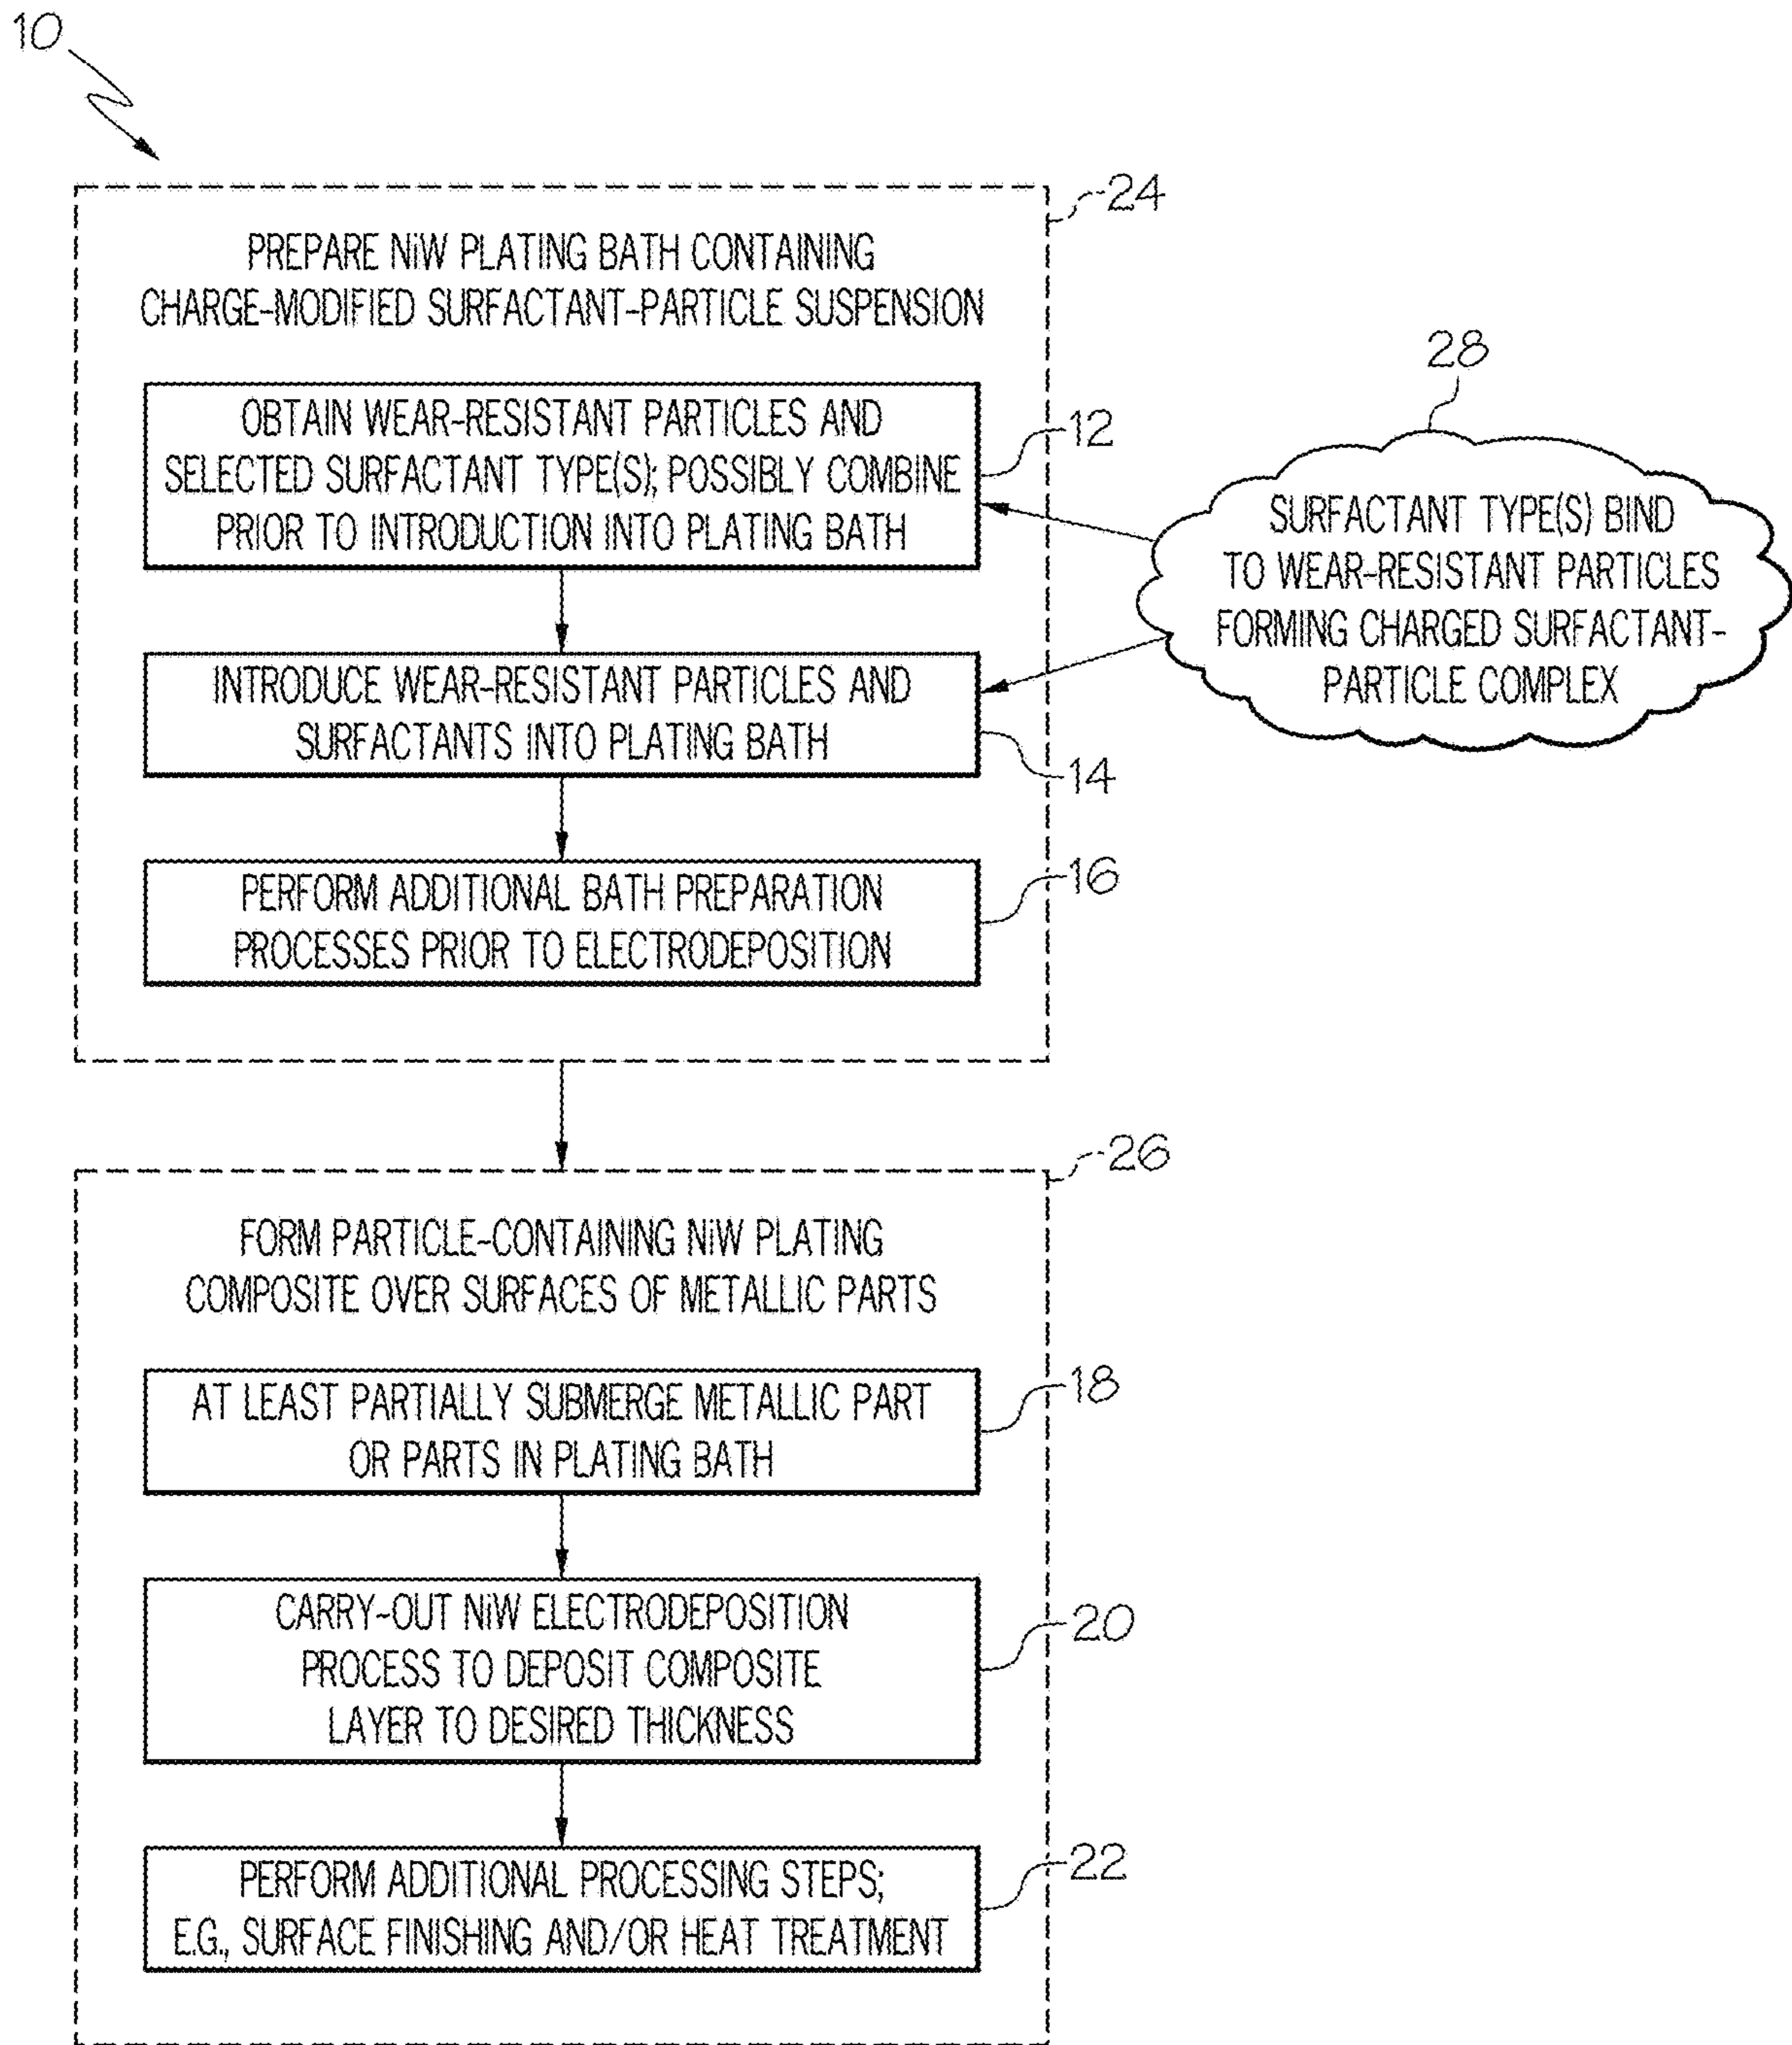 10
24
PREPARE NiW PLATING BATH CONTAINING
CHARGE-MODIFIED SURFACTANT-PARTICLE SUSPENSION
OBTAIN WEAR-RESISTANT PARTICLES AND
SELECTED SURFACTANT TYPE(S); POSSIBLY COMBINE
PRIOR TO INTRODUCTION INTO PLATING BATH
12
28
SURFACTANT TYPE(S) BIND
TO WEAR-RESISTANT PARTICLES
FORMING CHARGED SURFACTANT-
PARTICLE COMPLEX
INTRODUCE WEAR-RESISTANT PARTICLES AND
SURFACTANTS INTO PLATING BATH
14
PERFORM ADDITIONAL BATH PREPARATION
PROCESSES PRIOR TO ELECTRODEPOSITION
16
26
FORM PARTICLE-CONTAINING NiW PLATING
COMPOSITE OVER SURFACES OF METALLIC PARTS
AT LEAST PARTIALLY SUBMERGE METALLIC PART
OR PARTS IN PLATING BATH
18
CARRY-OUT NiW ELECTRODEPOSITION
PROCESS TO DEPOSIT COMPOSITE
LAYER TO DESIRED THICKNESS
20
PERFORM ADDITIONAL PROCESSING STEPS;
E.G., SURFACE FINISHING AND/OR HEAT TREATMENT
22